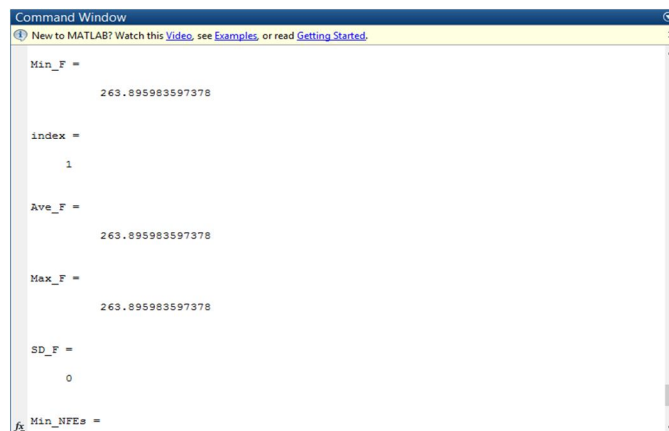 Command Window
New to MATLAB? Watch this Video, see Examples, or read Getting Started.
Min_F =
263.895983597378
index =
1
Ave_F =
263.895983597378
Max_F =
263.895983597378
SD_F =
0
fx Min_NFEs =